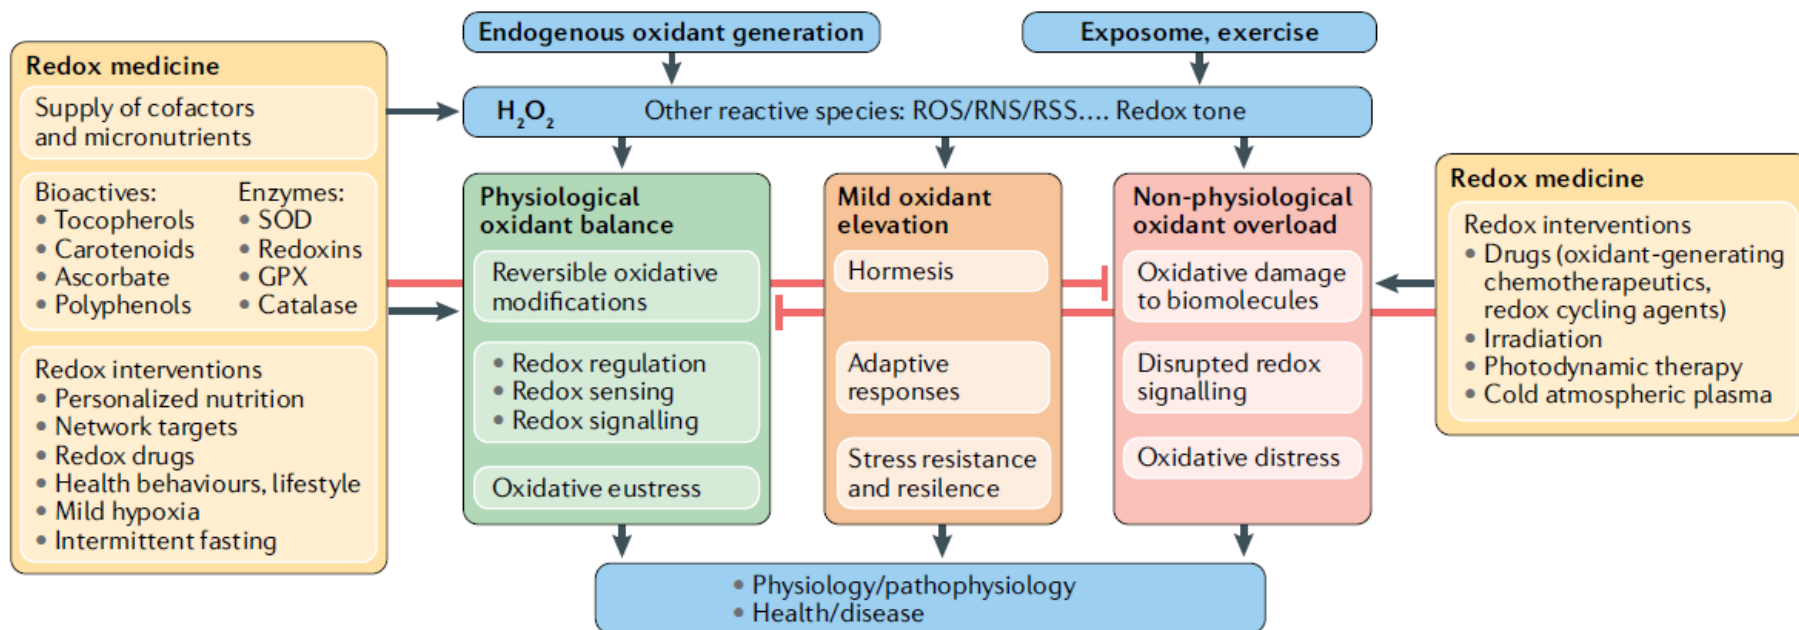 Endogenous oxidant generation
Exposome, exercise
Redox medicine
Supply of cofactors
and micronutrients
Bioactives:
• Tocopherols
• Carotenoids
• Ascorbate
• Polyphenols
Enzymes:
• SOD
• Redoxins
• GPX
• Catalase
Redox interventions
• Personalized nutrition
• Network targets
• Redox drugs
• Health behaviours, lifestyle
• Mild hypoxia
• Intermittent fasting
H₂O₂ Other reactive species: ROS/RNS/RSS.... Redox tone
Physiological
oxidant balance
Reversible oxidative
modifications
• Redox regulation
• Redox sensing
• Redox signalling
Oxidative eustress
Mild oxidant
elevation
Hormesis
Adaptive
responses
Stress resistance
and resilence
Non-physiological
oxidant overload
Oxidative damage
to biomolecules
Disrupted redox
signalling
Oxidative distress
Redox medicine
Redox interventions
• Drugs (oxidant-generating
chemotherapeutics,
redox cycling agents)
• Irradiation
• Photodynamic therapy
• Cold atmospheric plasma
• Physiology/pathophysiology
• Health/disease